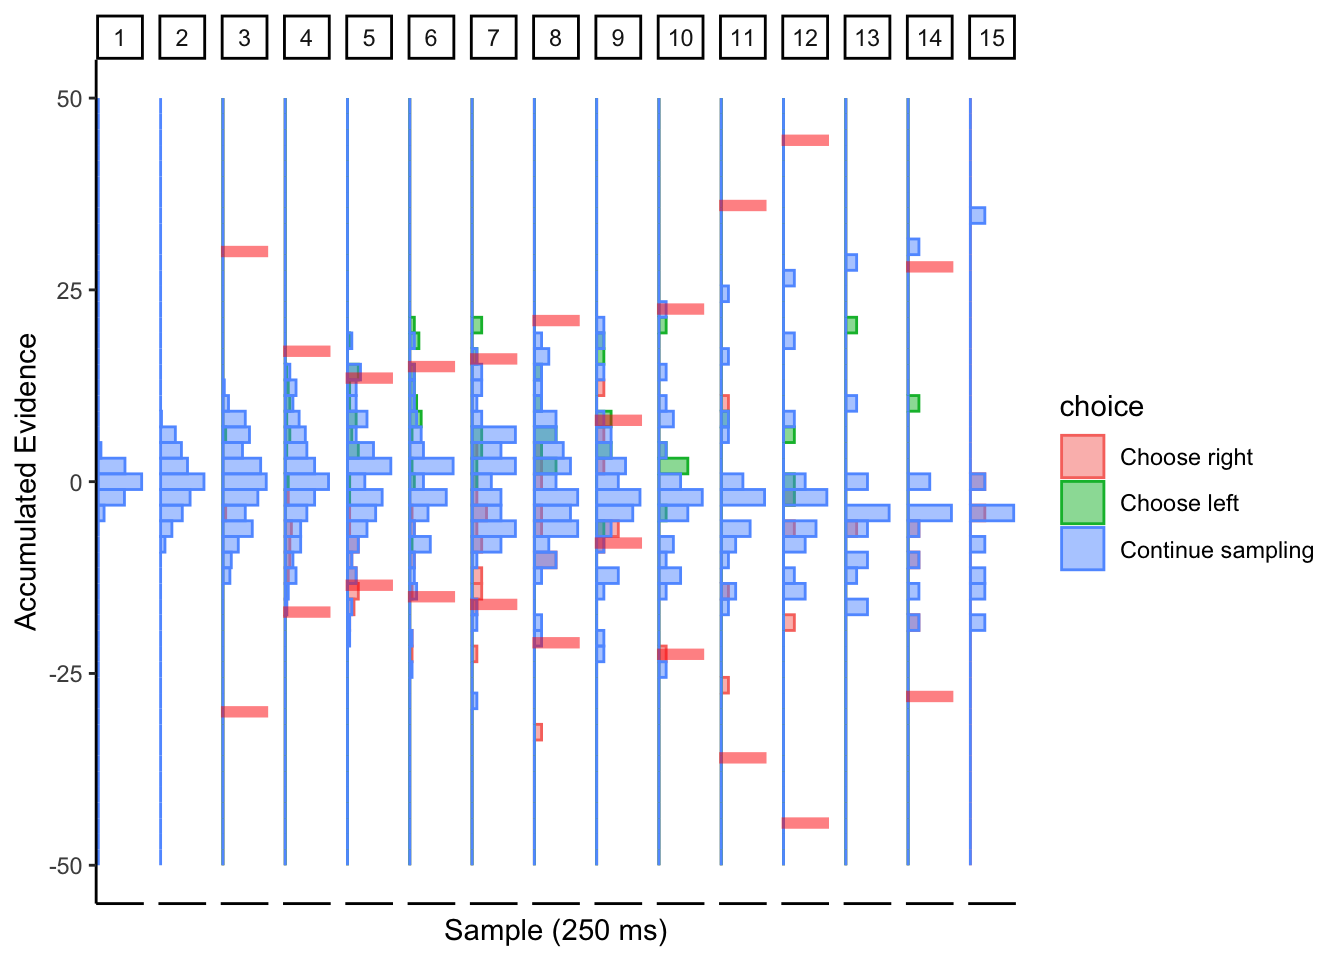 1 2 3 4 5 6 7 8 9 10 11 12 13 14 15
50
25
0
-25
-50
Accumulated Evidence
Sample (250 ms)
choice
Choose right
Choose left
Continue sampling